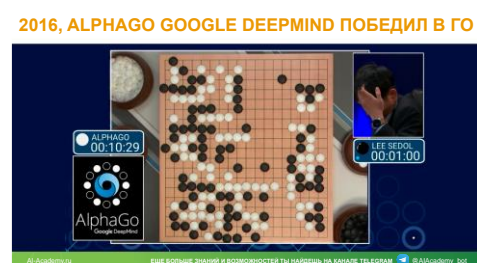 2016, ALPHAGO GOOGLE DEEPMIND ПОБЕДИЛ В ГО
ALPHAGO
00:10:29
LEE SEDOL
00:01:00
AlphaGo
Google DeepMind
AI-Academy.ru
ЕЩЕ БОЛЬШЕ ЗНАНИЙ И ВОЗМОЖНОСТЕЙ ТЫ НАЙДЕШЬ НА КАНАЛЕ TELEGRAM
@AIAcademy_bot